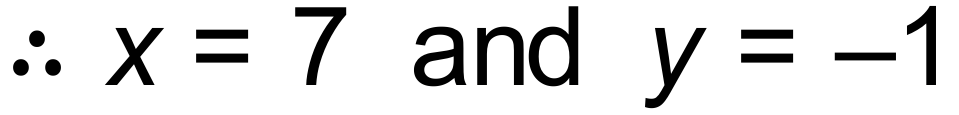 ∴ x = 7 and y = –1